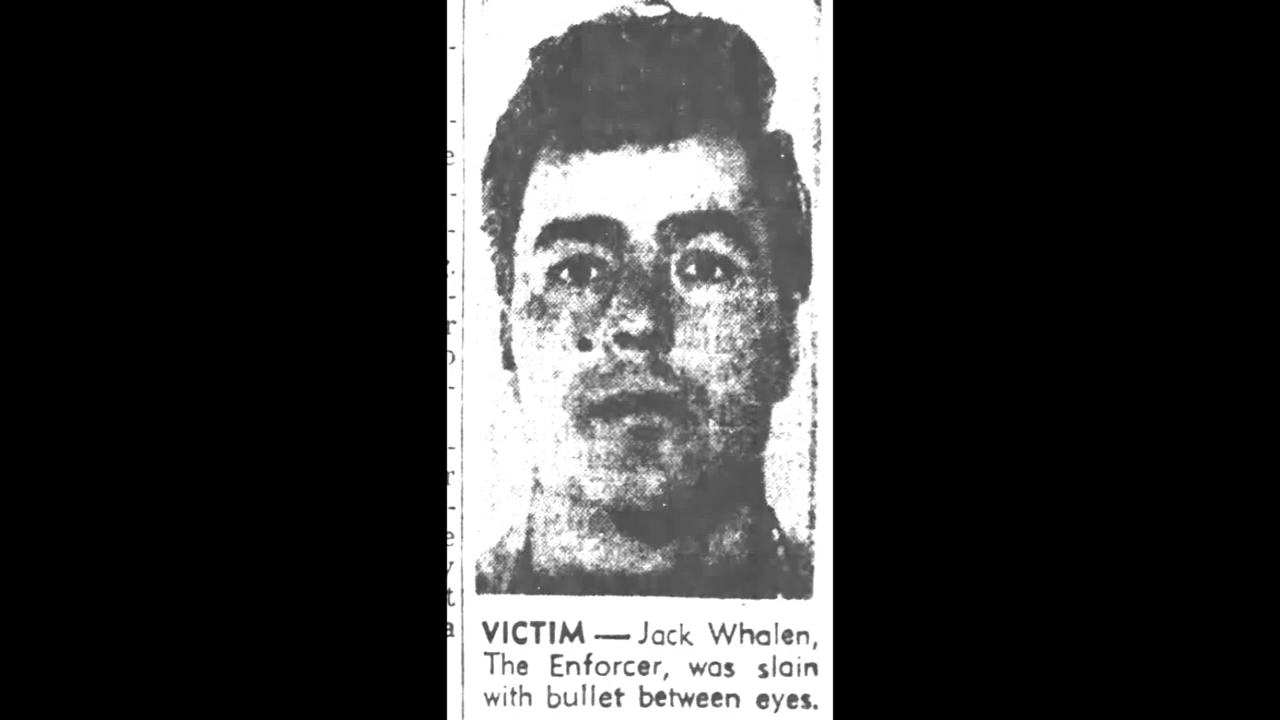 VICTIM — Jack Whalen,
The Enforcer, was slain
with bullet between eyes.